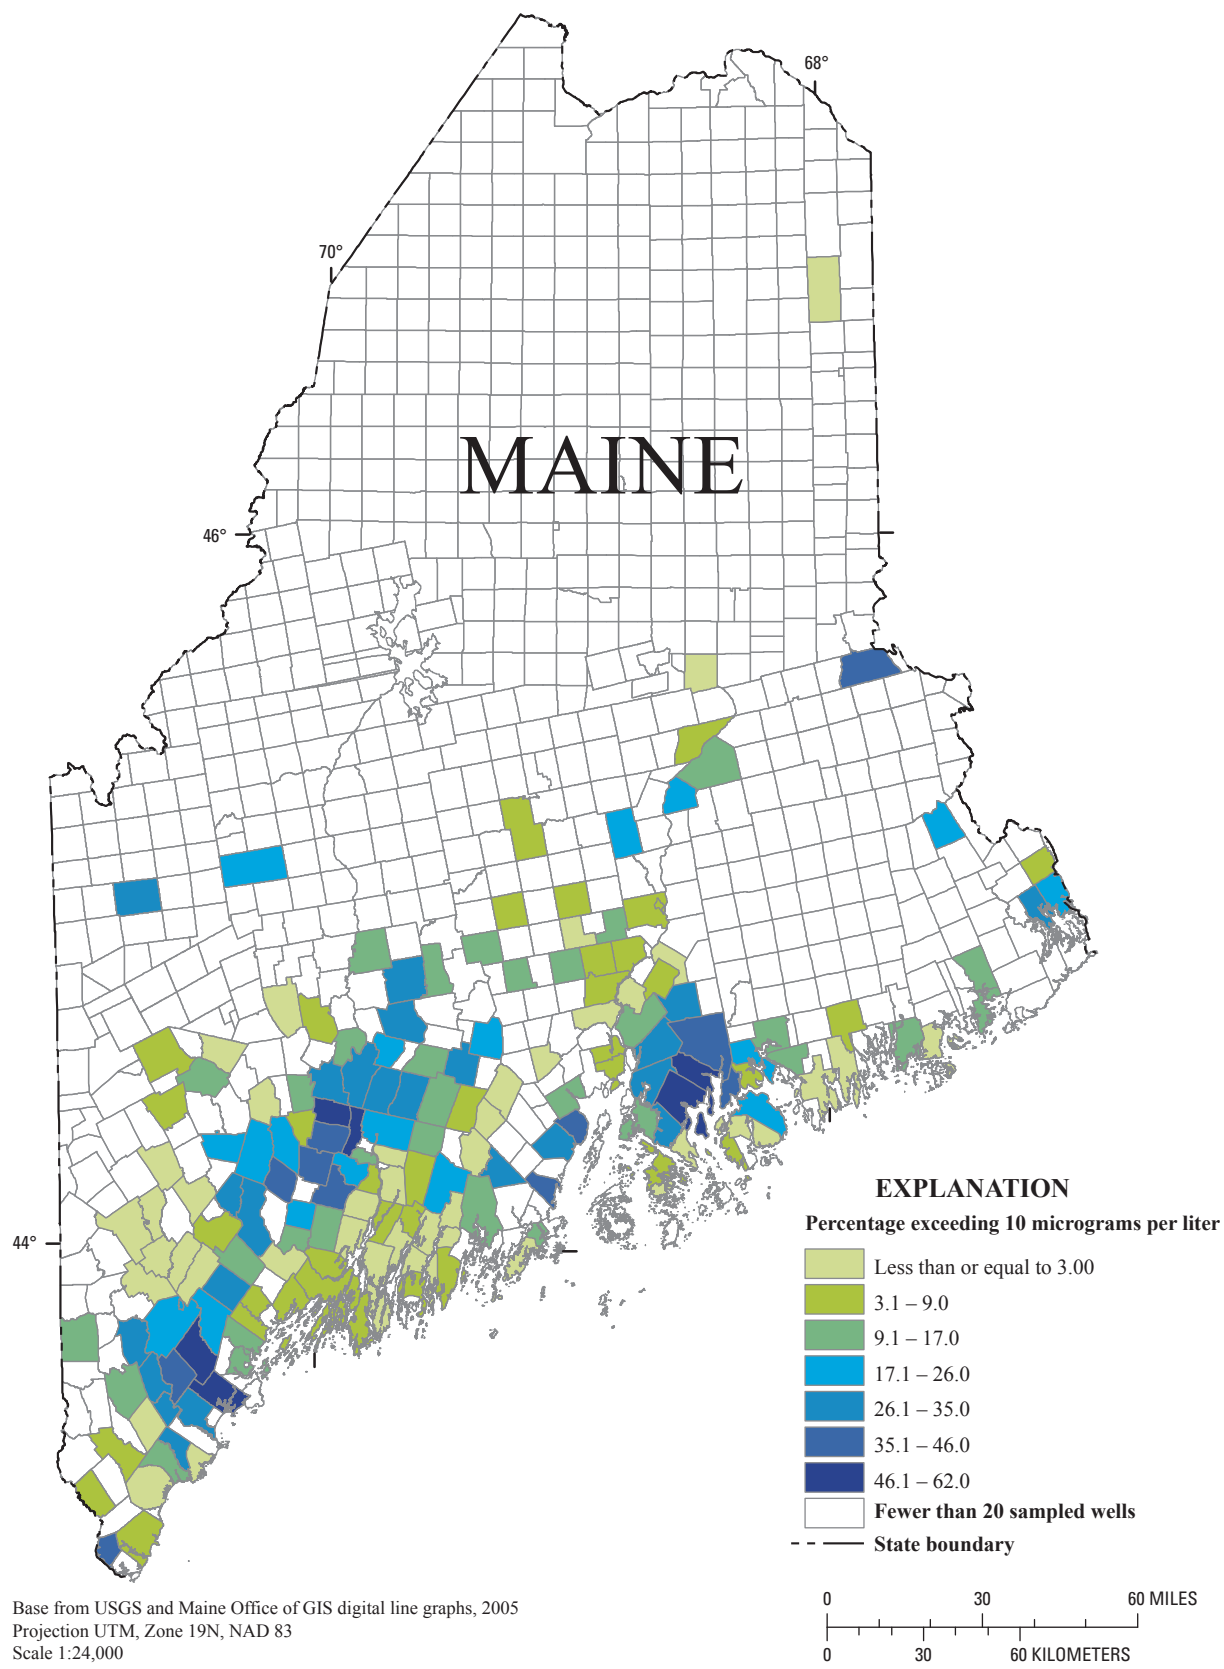 68°
70°
MAINE
46°
44°
EXPLANATION
Percentage exceeding 10 micrograms per liter
Less than or equal to 3.00
3.1 – 9.0
9.1 – 17.0
17.1 – 26.0
26.1 – 35.0
35.1 – 46.0
46.1 – 62.0
Fewer than 20 sampled wells
State boundary
Base from USGS and Maine Office of GIS digital line graphs, 2005
Projection UTM, Zone 19N, NAD 83
Scale 1:24,000
0 30 60 MILES
0 30 60 KILOMETERS